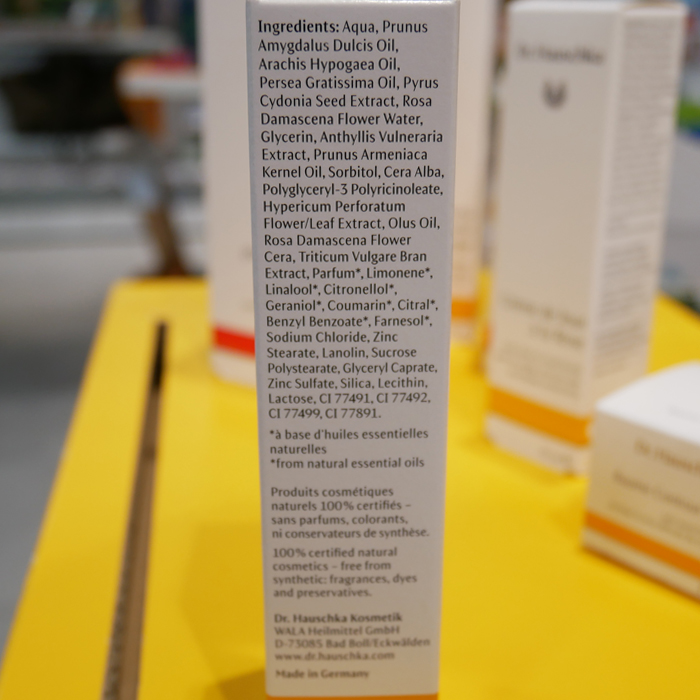 Ingredients: Aqua, Prunus
Amygdalus Dulcis Oil,
Arachis Hypogaea Oil,
Persea Gratissima Oil, Pyrus
Cydonia Seed Extract, Rosa
Damascena Flower Water,
Glycerin, Anthyllis Vulneraria
Extract, Prunus Armeniaca
Kernel Oil, Sorbitol, Cera Alba,
Polyglyceryl-3 Polyricinoleate,
Hypericum Perforatum
Flower/Leaf Extract, Olus Oil,
Rosa Damascena Flower
Cera, Triticum Vulgare Bran
Extract, Parfum*, Limonene*,
Linalool*, Citronellol*,
Geraniol*, Coumarin*, Citral*,
Benzyl Benzoate*, Farnesol*,
Sodium Chloride, Zinc
Stearate, Lanolin, Sucrose
Polystearate, Glyceryl Caprate,
Zinc Sulfate, Silica, Lecithin,
Lactose, CI 77491, CI 77492,
CI 77499, CI 77891.
*à base d'huiles essentielles
naturelles
*from natural essential oils
Produits cosmétiques
naturels 100% certifiés –
sans parfums, colorants,
ni conservateurs de synthèse.
100% certified natural
cosmetics – free from
synthetic: fragrances, dyes
and preservatives.
Dr. Hauschka Kosmetik
WALA Heilmittel GmbH
D-73085 Bad Boll/Eckwälden
www.dr.hauschka.com
Made in Germany
Dr. Hauschka